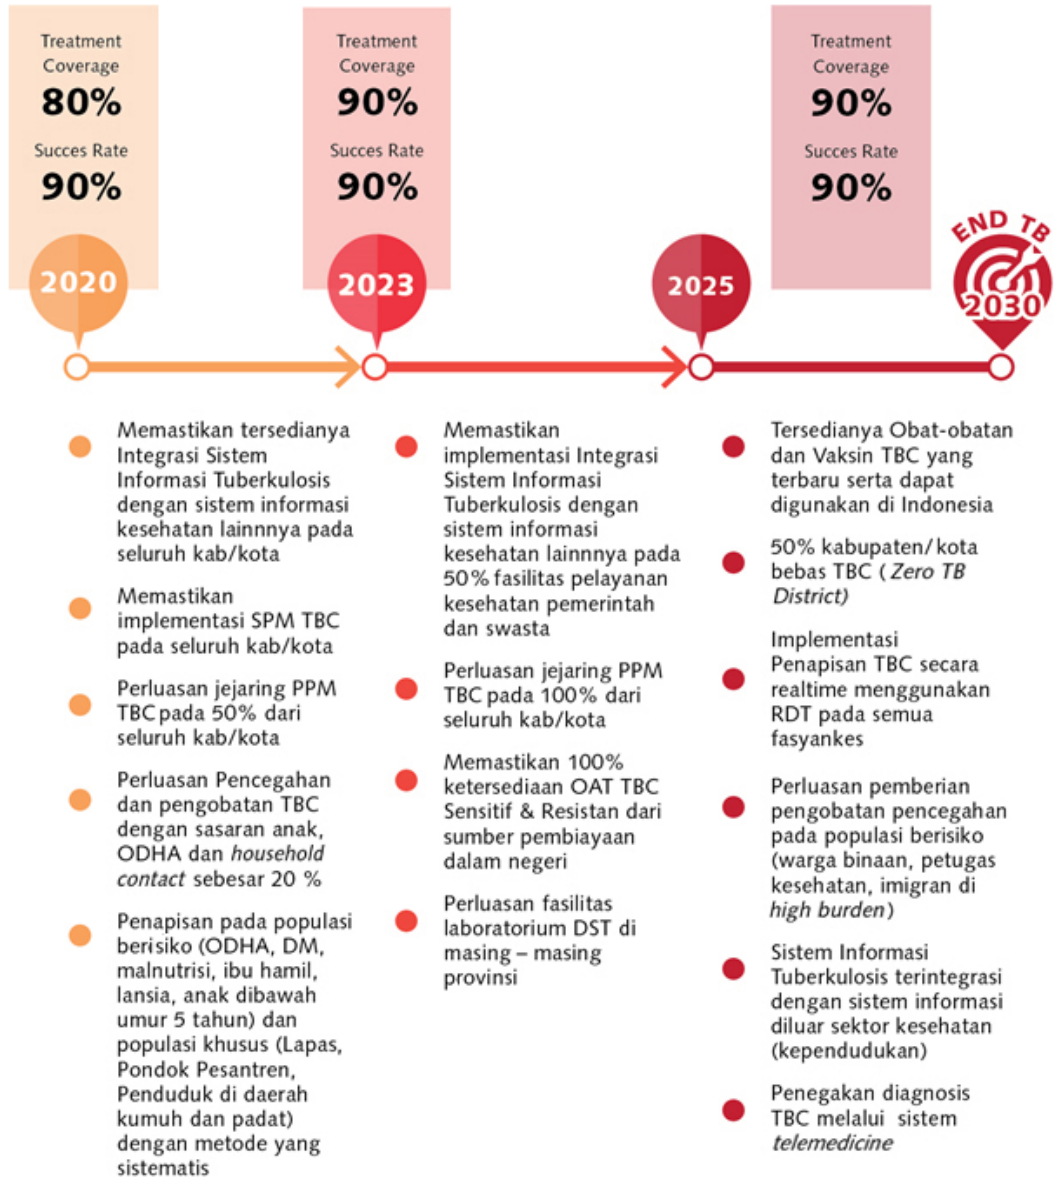 Treatment
Coverage
80%
Succes Rate
90%
2020
Treatment
Coverage
90%
Succes Rate
90%
2023
2025
Treatment
Coverage
90%
Succes Rate
90%
END TB
2030
Memastikan tersedianya
Integrasi Sistem
Informasi Tuberkulosis
dengan sistem informasi
kesehatan lainnnya pada
seluruh kab/kota
Memastikan
implementasi SPM TBC
pada seluruh kab/kota
Perluasan jejaring PPM
TBC pada 50% dari
seluruh kab/kota
Perluasan Pencegahan
dan pengobatan TBC
dengan sasaran anak,
ODHA dan household
contact sebesar 20 %
Penapisan pada populasi
berisiko (ODHA, DM,
malnutrisi, ibu hamil,
lansia, anak dibawah
umur 5 tahun) dan
populasi khusus (Lapas,
Pondok Pesantren,
Penduduk di daerah
kumuh dan padat)
dengan metode yang
sistematis
Memastikan
implementasi Integrasi
Sistem Informasi
Tuberkulosis dengan
sistem informasi
kesehatan lainnnya pada
50% fasilitas pelayanan
kesehatan pemerintah
dan swasta
Perluasan jejaring PPM
TBC pada 100% dari
seluruh kab/kota
Memastikan 100%
ketersediaan OAT TBC
Sensitif & Resistan dari
sumber pembiayaan
dalam negeri
Perluasan fasilitas
laboratorium DST di
masing – masing
provinsi
Tersedianya Obat-obatan
dan Vaksin TBC yang
terbaru serta dapat
digunakan di Indonesia
50% kabupaten/kota
bebas TBC ( Zero TB
District)
Implementasi
Penapisan TBC secara
realtime menggunakan
RDT pada semua
fasyankes
Perluasan pemberian
pengobatan pencegahan
pada populasi berisiko
(warga binaan, petugas
kesehatan, imigran di
high burden)
Sistem Informasi
Tuberkulosis terintegrasi
dengan sistem informasi
diluar sektor kesehatan
(kependudukan)
Penegakan diagnosis
TBC melalui sistem
telemedicine